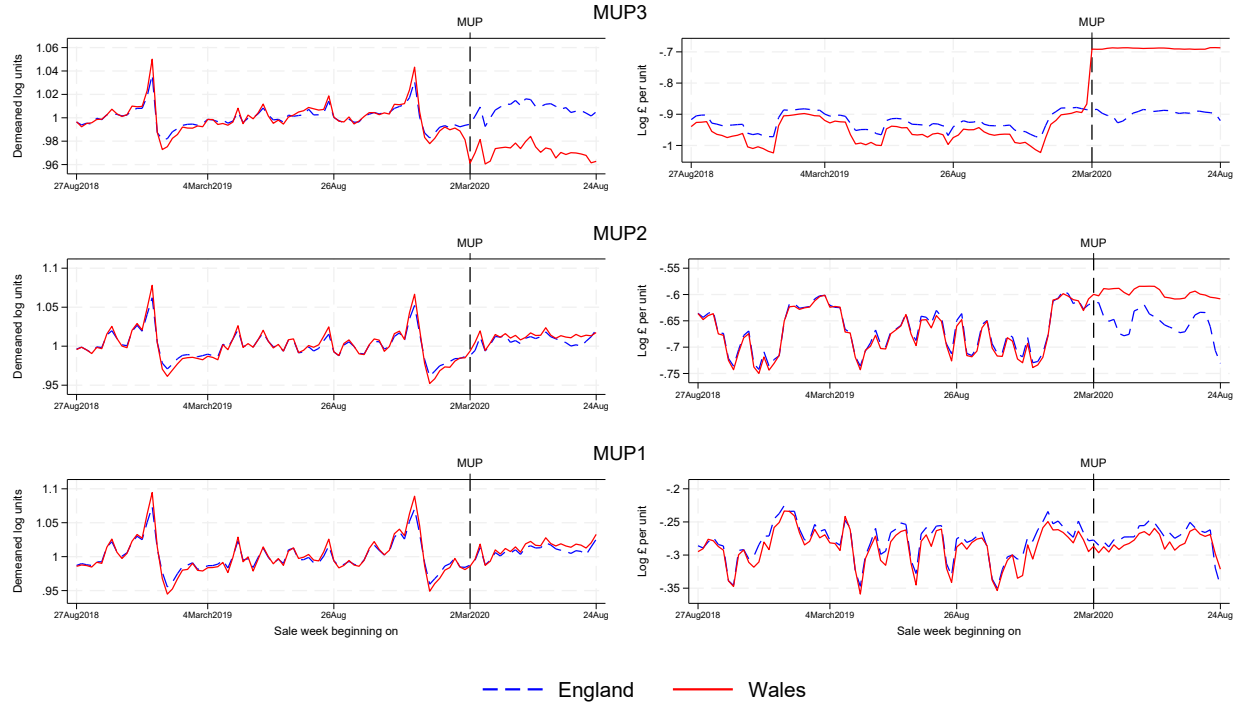 MUP3
MUP
Demeaned log units
1.06
1.04
1.02
1
.98
.96
27Aug2018
4March2019
26Aug
2Mar2020
24Aug
MUP
Log £ per unit
-.7
-.8
-.9
-1
27Aug2018
4March2019
26Aug
2Mar2020
24Aug
MUP2
MUP
Demeaned log units
1.1
1.05
1
.95
27Aug2018
4March2019
26Aug
2Mar2020
24Aug
MUP
Log £ per unit
-.55
-.6
-.65
-.7
-.75
27Aug2018
4March2019
26Aug
2Mar2020
24Aug
MUP1
MUP
Demeaned log units
1.1
1.05
1
.95
27Aug2018
4March2019
26Aug
2Mar2020
24Aug
Sale week beginning on
MUP
Log £ per unit
-.2
-.25
-.3
-.35
27Aug2018
4March2019
26Aug
2Mar2020
24Aug
Sale week beginning on
England
Wales